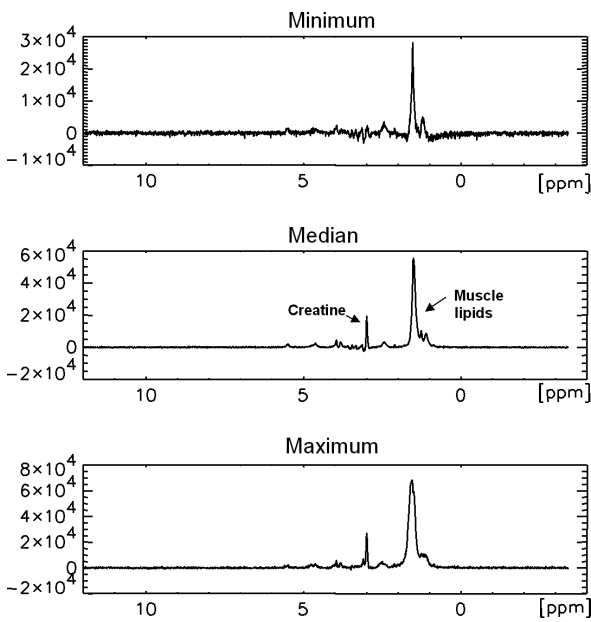 Minimum
3×10⁴
2×10⁴
1×10⁴
0
−1×10⁴
10 5 0 [ppm]
Median
6×10⁴
4×10⁴
2×10⁴
0
−2×10⁴
Creatine
Muscle
lipids
10 5 0 [ppm]
Maximum
8×10⁴
6×10⁴
4×10⁴
2×10⁴
0
−2×10⁴
10 5 0 [ppm]